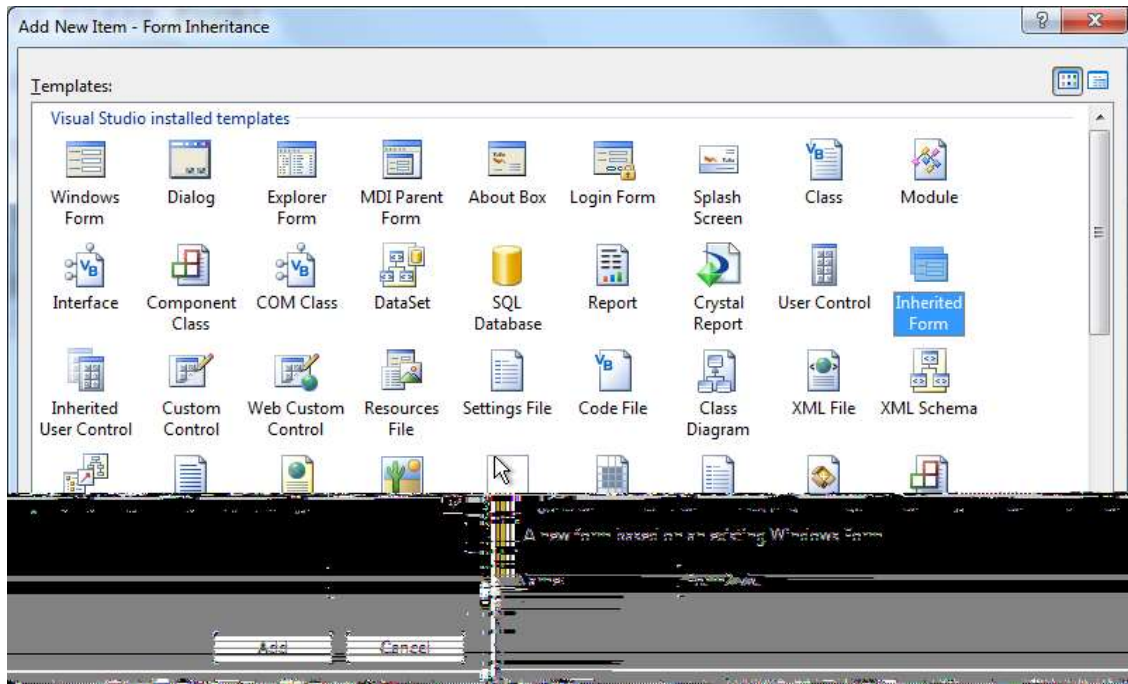 Add New Item - Form Inheritance
Templates:
Visual Studio installed templates
Windows Form
Dialog
Explorer Form
MDI Parent Form
About Box
Login Form
Splash Screen
Class
Module
Interface
Component Class
COM Class
DataSet
SQL Database
Report
Crystal Report
User Control
Inherited Form
Inherited User Control
Custom Control
Web Custom Control
Resources File
Settings File
Code File
Class Diagram
XML File
XML Schema
A new form based on an existing Windows Form
Add
Cancel